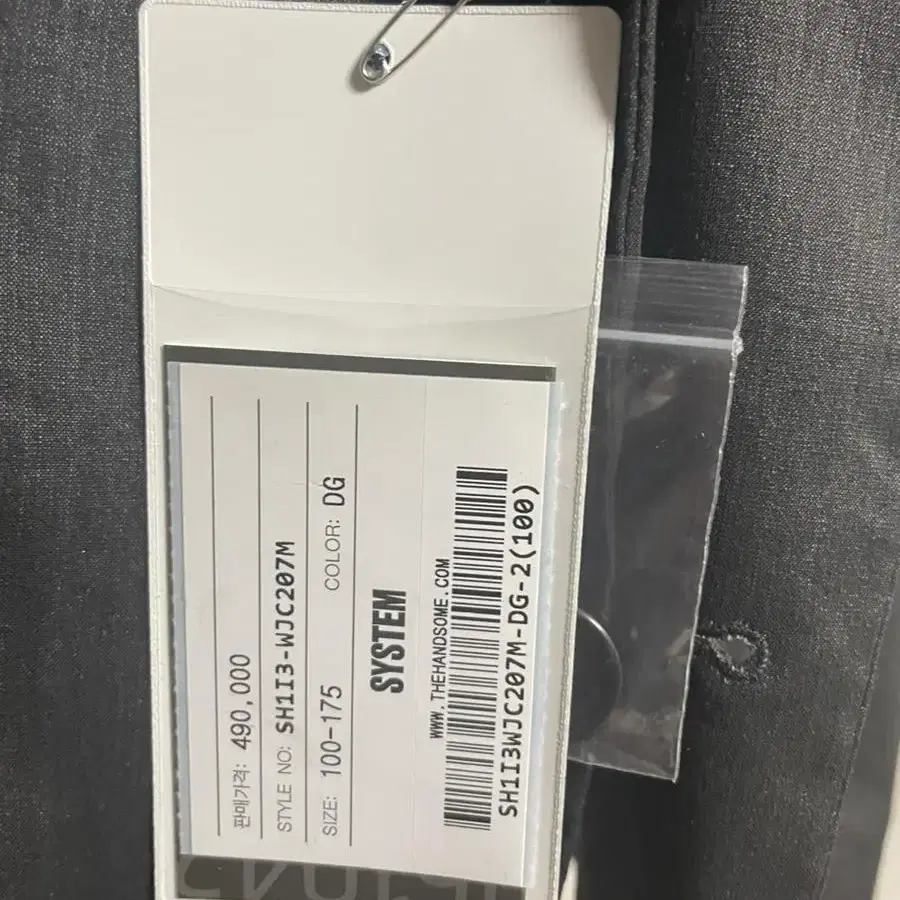 판매가격: 490,000
STYLE NO: SH1I3-WJC207M
SIZE: 100-175 COLOR: DG
SYSTEM
WWW.THEHANDSOME.COM
SH1I3WJC207M-DG-2(100)